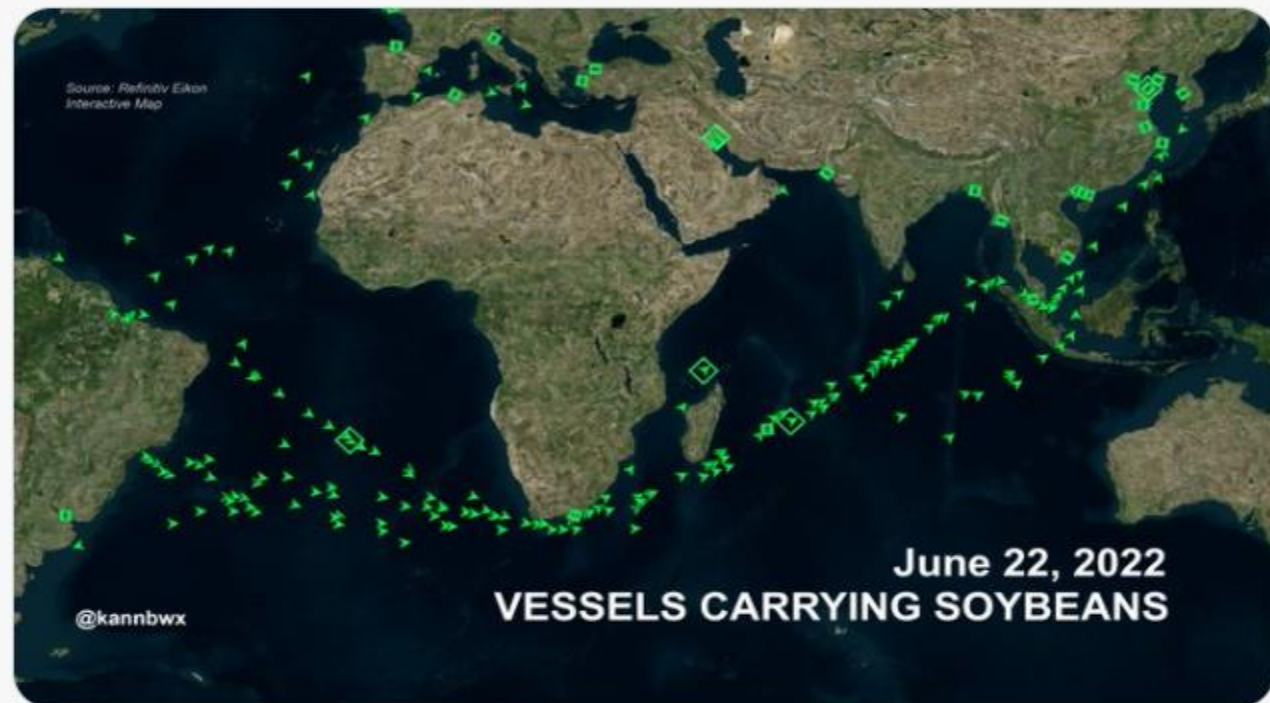 Source: Refinitiv Eikon
Interactive Map
June 22, 2022
VESSELS CARRYING SOYBEANS
@kannbwx